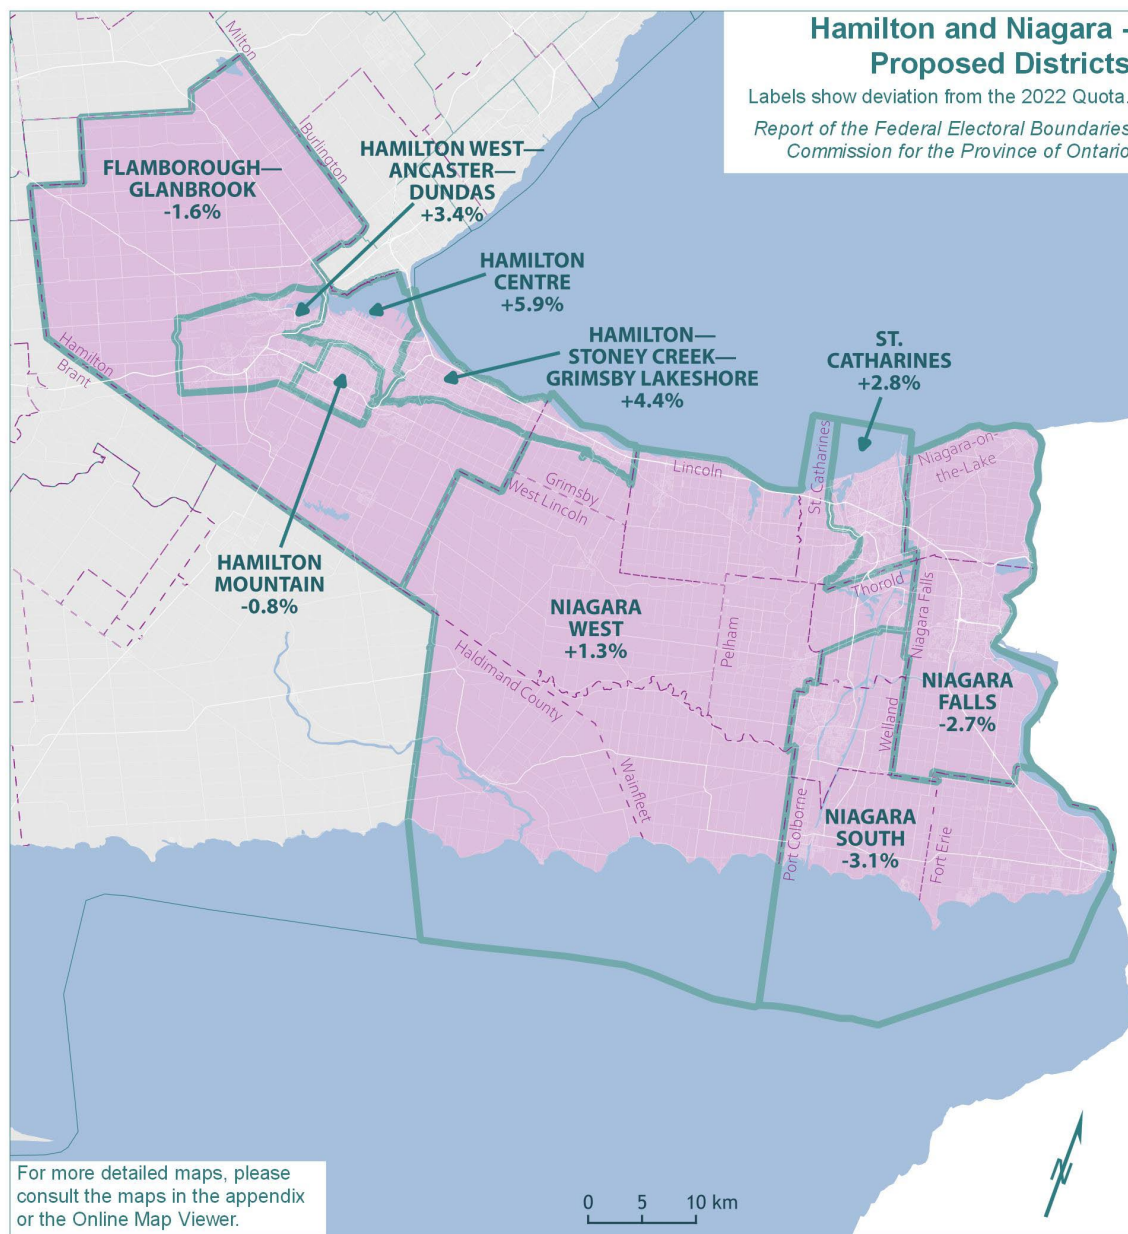 Hamilton and Niagara -
Proposed Districts
Labels show deviation from the 2022 Quota.
Report of the Federal Electoral Boundaries
Commission for the Province of Ontario
Milton
Burlington
FLAMBOROUGH—
GLANBROOK
-1.6%
HAMILTON WEST—
ANCASTER—
DUNDAS
+3.4%
HAMILTON
CENTRE
+5.9%
HAMILTON—
STONEY CREEK—
GRIMSBY LAKESHORE
+4.4%
ST.
CATHARINES
+2.8%
Hamilton
Brant
St. Catharines
Niagara-on-
the-Lake
Lincoln
Grimsby
West Lincoln
HAMILTON
MOUNTAIN
-0.8%
NIAGARA
WEST
+1.3%
Thorold
Niagara Falls
Pelham
Haldimand County
Welland
NIAGARA
FALLS
-2.7%
Wainfleet
Port Colborne
NIAGARA
SOUTH
-3.1%
Fort Erie
For more detailed maps, please
consult the maps in the appendix
or the Online Map Viewer.
0 5 10 km
N